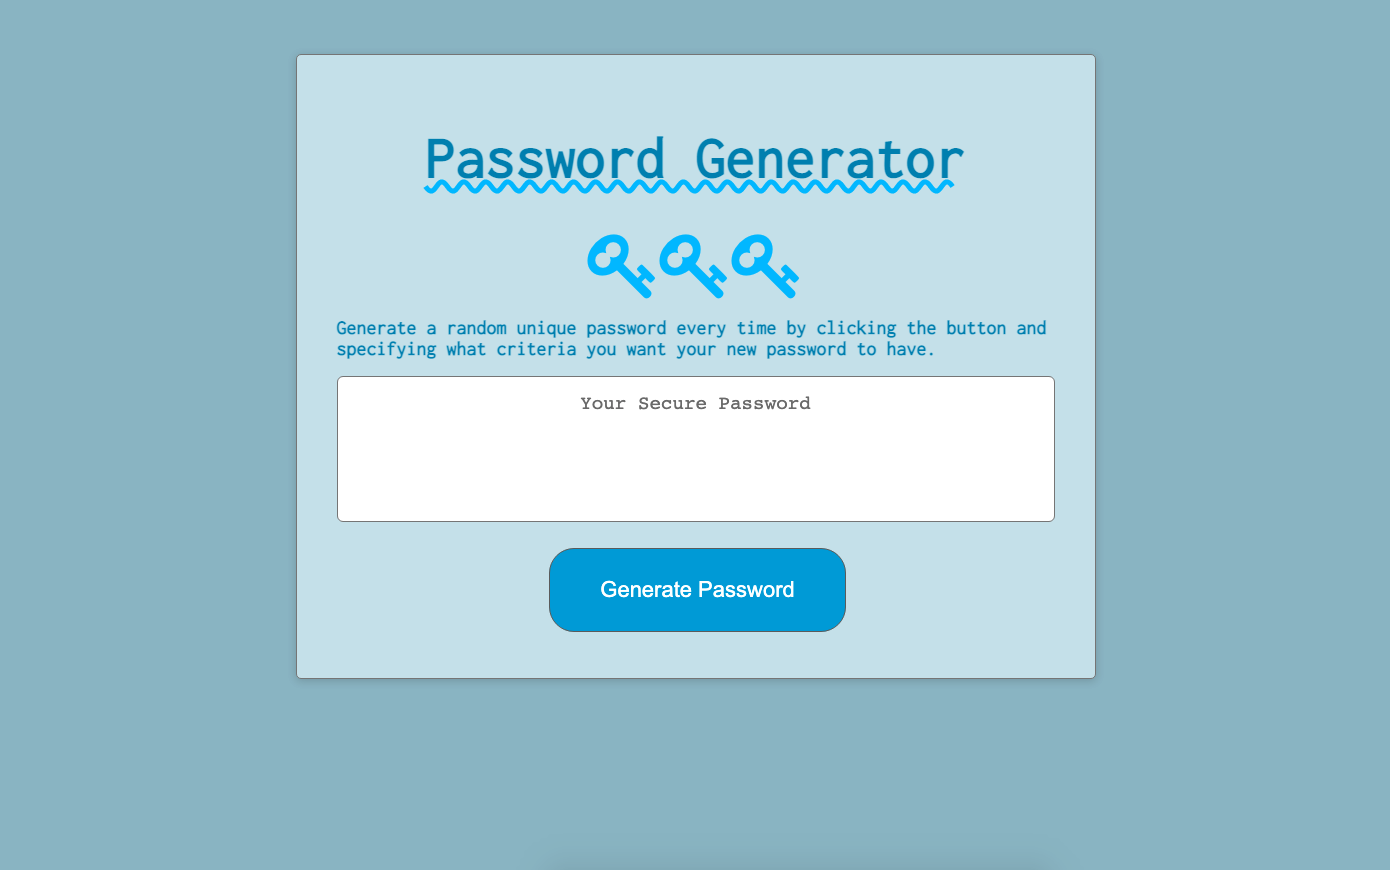 Password Generator
Generate a random unique password every time by clicking the button and
specifying what criteria you want your new password to have.
Your Secure Password
Generate Password